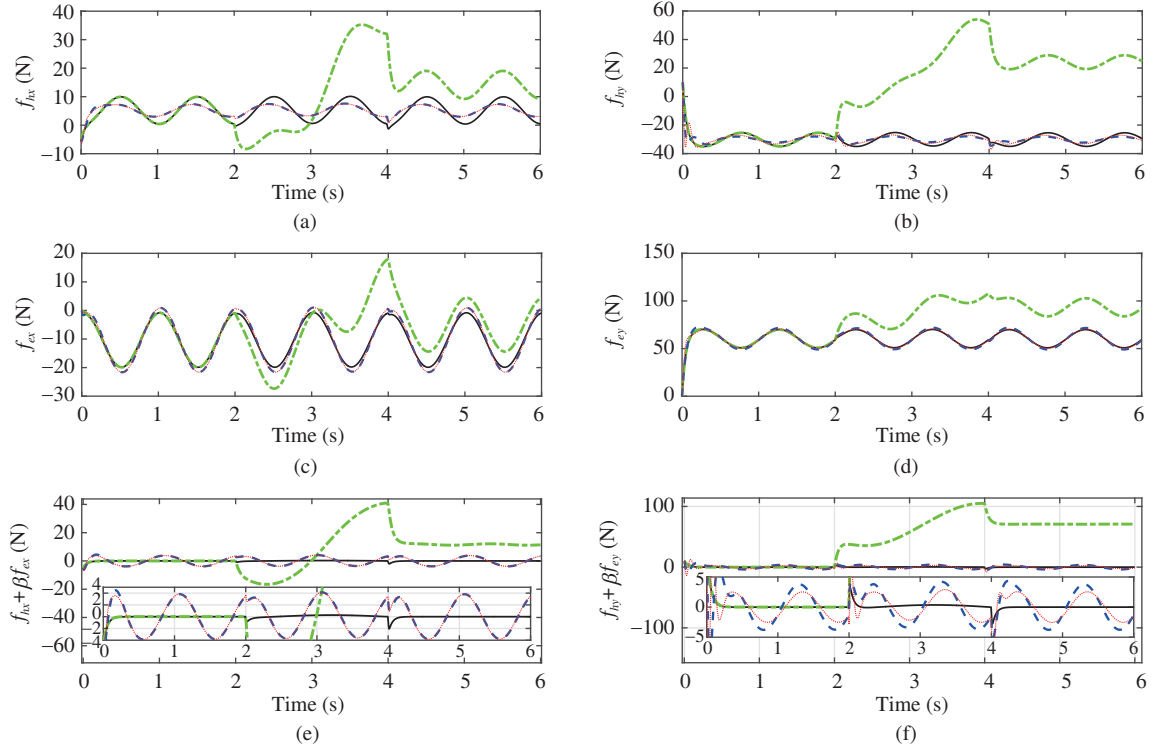 40
30
20
10
0
−10
f_hx (N)
0 1 2 3 4 5 6
Time (s)
(a)
60
40
20
0
−20
−40
f_hy (N)
0 1 2 3 4 5 6
Time (s)
(b)
20
10
0
−10
−20
−30
f_ex (N)
0 1 2 3 4 5 6
Time (s)
(c)
150
100
50
0
f_ey (N)
0 1 2 3 4 5 6
Time (s)
(d)
40
20
0
−20
−40
−60
f_hx+βf_ex (N)
4
2
−2
−4
0 1 2 3 4 5 6
0 1 2 3 4 5 6
Time (s)
(e)
100
0
−100
f_hy+βf_ey (N)
5
0
−5
0 1 2 3 4 5 6
0 1 2 3 4 5 6
Time (s)
(f)